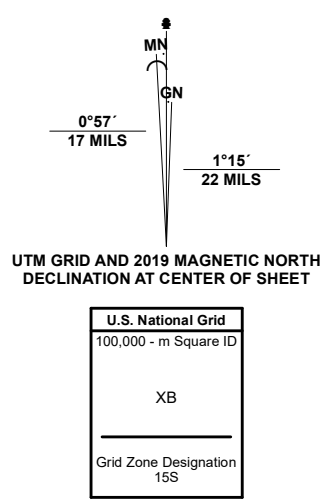 MN
GN
0°57´
17 MILS
1°15´
22 MILS
UTM GRID AND 2019 MAGNETIC NORTH
DECLINATION AT CENTER OF SHEET
U.S. National Grid
100,000 - m Square ID
XB
Grid Zone Designation
15S